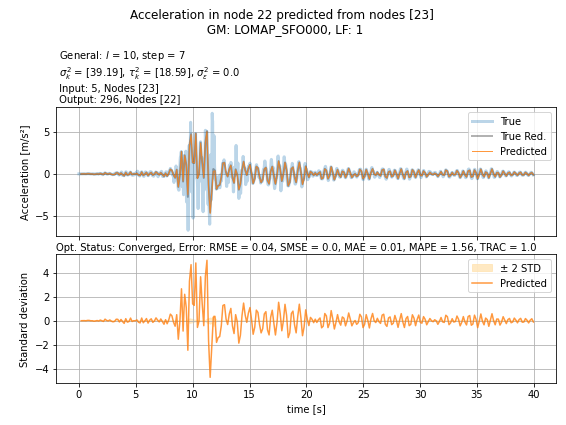 Acceleration in node 22 predicted from nodes [23]
GM: LOMAP_SFO000, LF: 1
General: l = 10, step = 7
σ²ₖ = [39.19], τ²ₖ = [18.59], σ²ε = 0.0
Input: 5, Nodes [23]
Output: 296, Nodes [22]
Acceleration [m/s²]
5
0
−5
True
True Red.
Predicted
Opt. Status: Converged, Error: RMSE = 0.04, SMSE = 0.0, MAE = 0.01, MAPE = 1.56, TRAC = 1.0
Standard deviation
4
2
0
−2
−4
± 2 STD
Predicted
0 5 10 15 20 25 30 35 40
time [s]